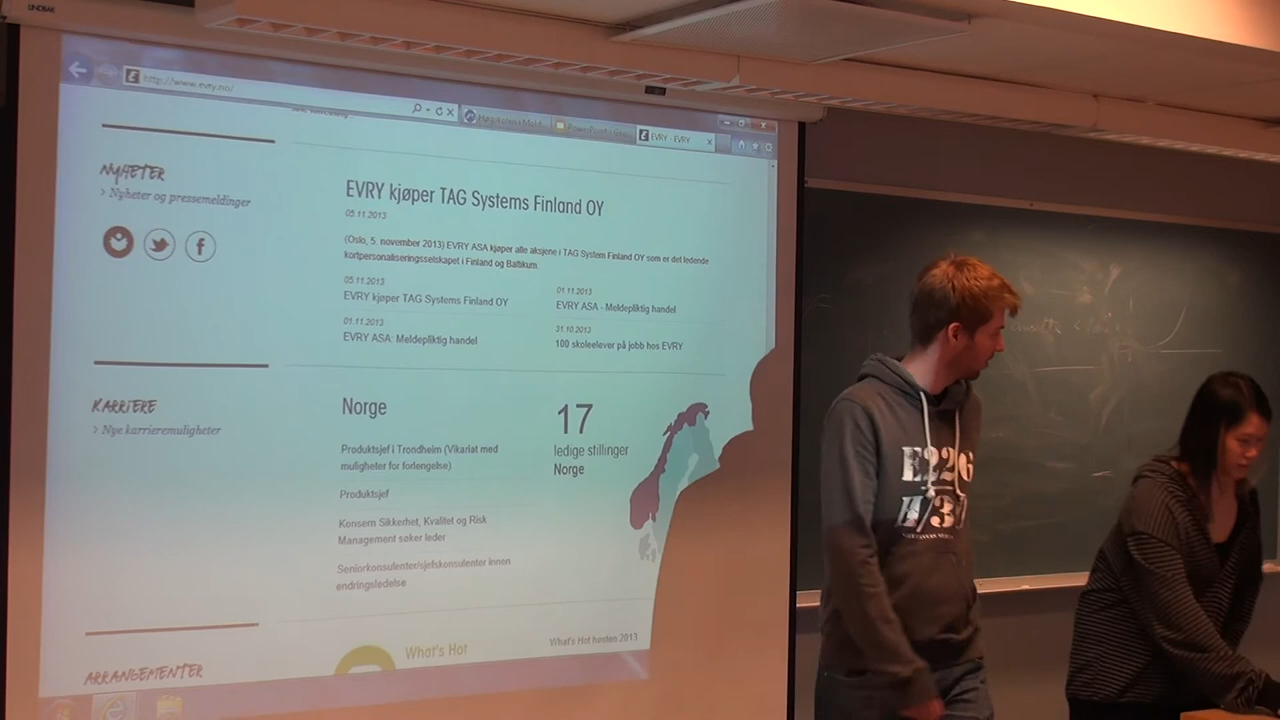 http://www.evry.no/
EVRY - EVRY
NYHETER
> Nyheter og pressemeldinger
EVRY kjøper TAG Systems Finland OY
05.11.2013
(Oslo, 5. november 2013) EVRY ASA kjøper alle aksjene i TAG System Finland OY som er det ledende
kortpersonaliseringsselskapet i Finland og Baltikum.
05.11.2013
EVRY kjøper TAG Systems Finland OY
01.11.2013
EVRY ASA - Meldepliktig handel
01.11.2013
EVRY ASA: Meldepliktig handel
31.10.2013
100 skoleelever på jobb hos EVRY
KARRIERE
> Nye karrieremuligheter
Norge
Produktsjef i Trondheim (Vikariat med
muligheter for forlengelse)
Produktsjef
Konsern Sikkerhet, Kvalitet og Risk
Management søker leder
Seniorkonsulenter/sjefskonsulenter innen
endringsledelse
17
ledige stillinger
Norge
ARRANGEMENTER
What's Hot
What's Hot høsten 2013
E226